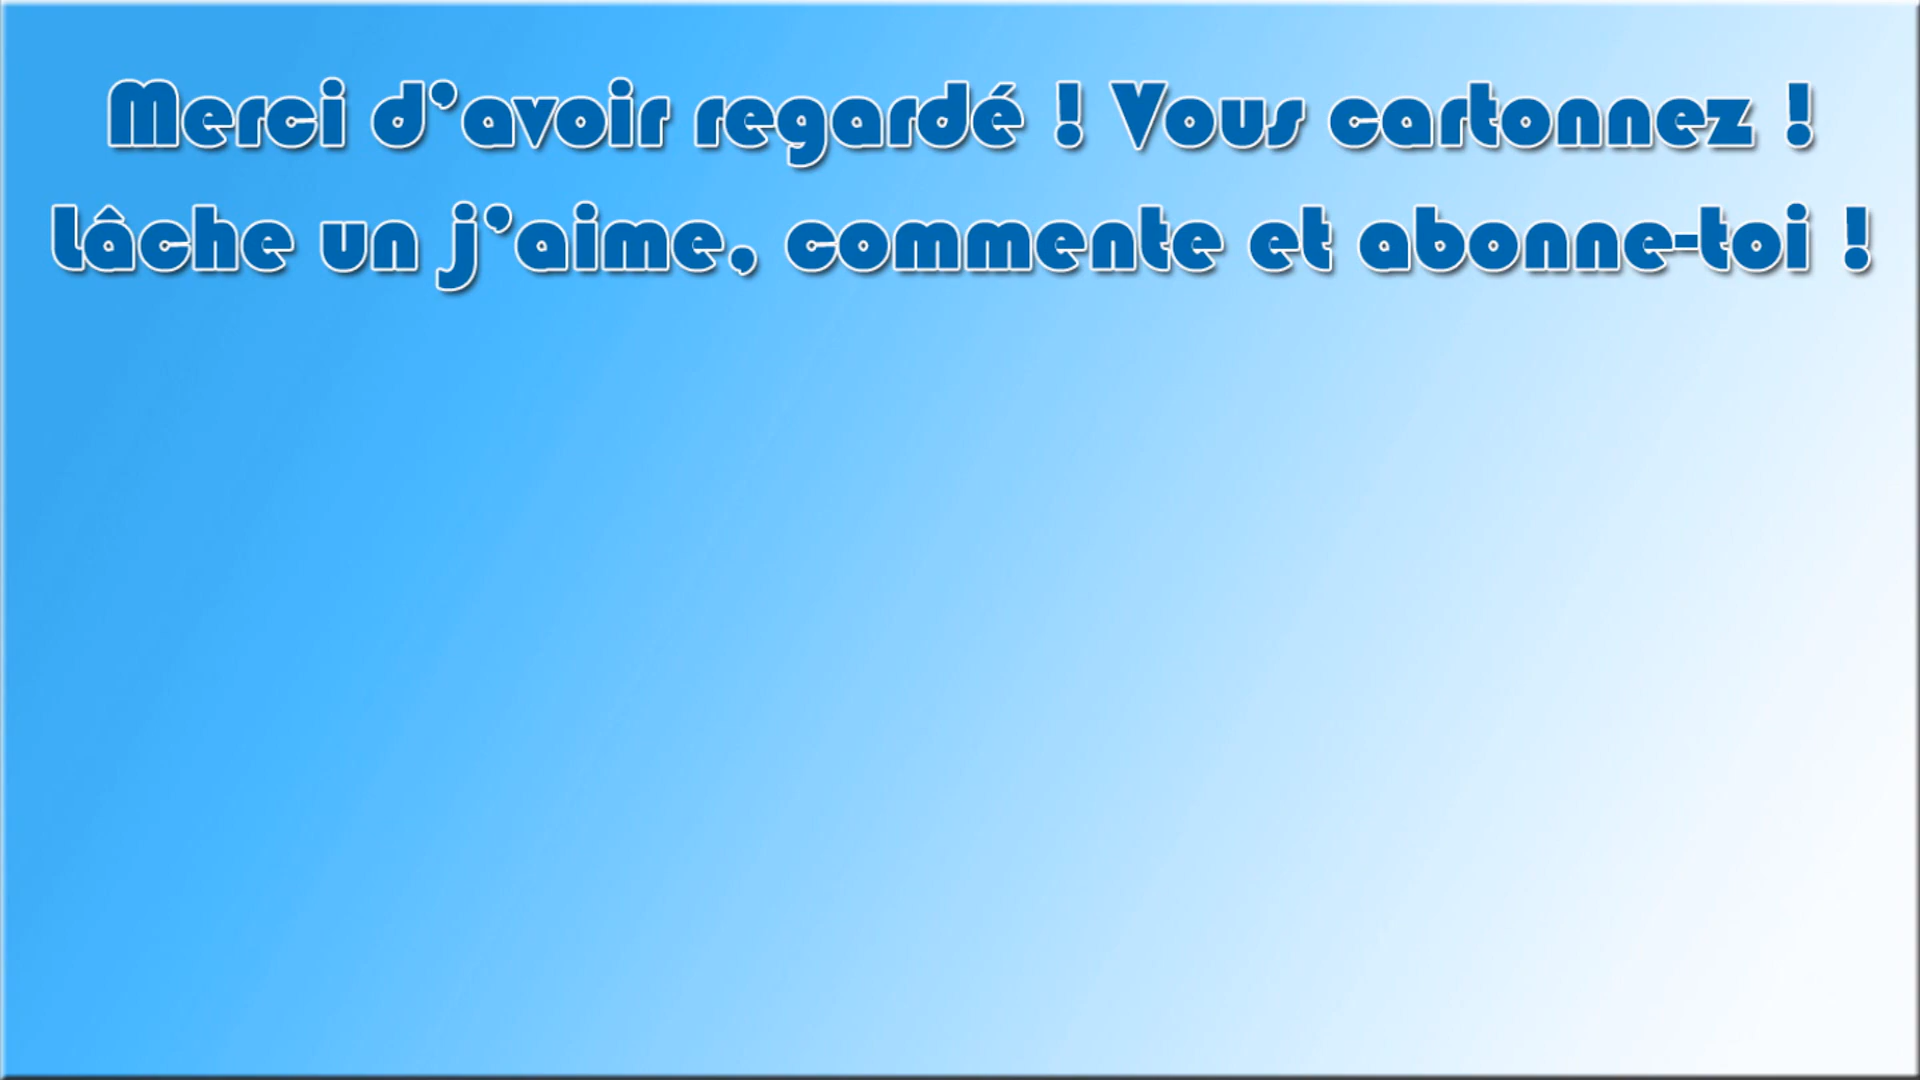 Merci d’avoir regardé ! Vous cartonnez !
Lâche un j’aime, commente et abonne-toi !